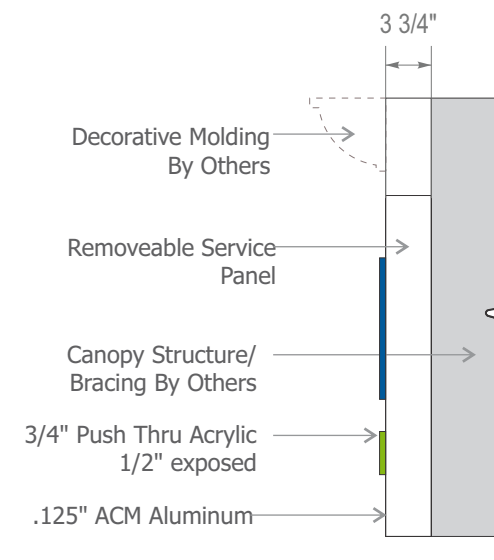 3 3/4"
Decorative Molding
By Others
Removeable Service
Panel
Canopy Structure/
Bracing By Others
3/4" Push Thru Acrylic
1/2" exposed
.125" ACM Aluminum